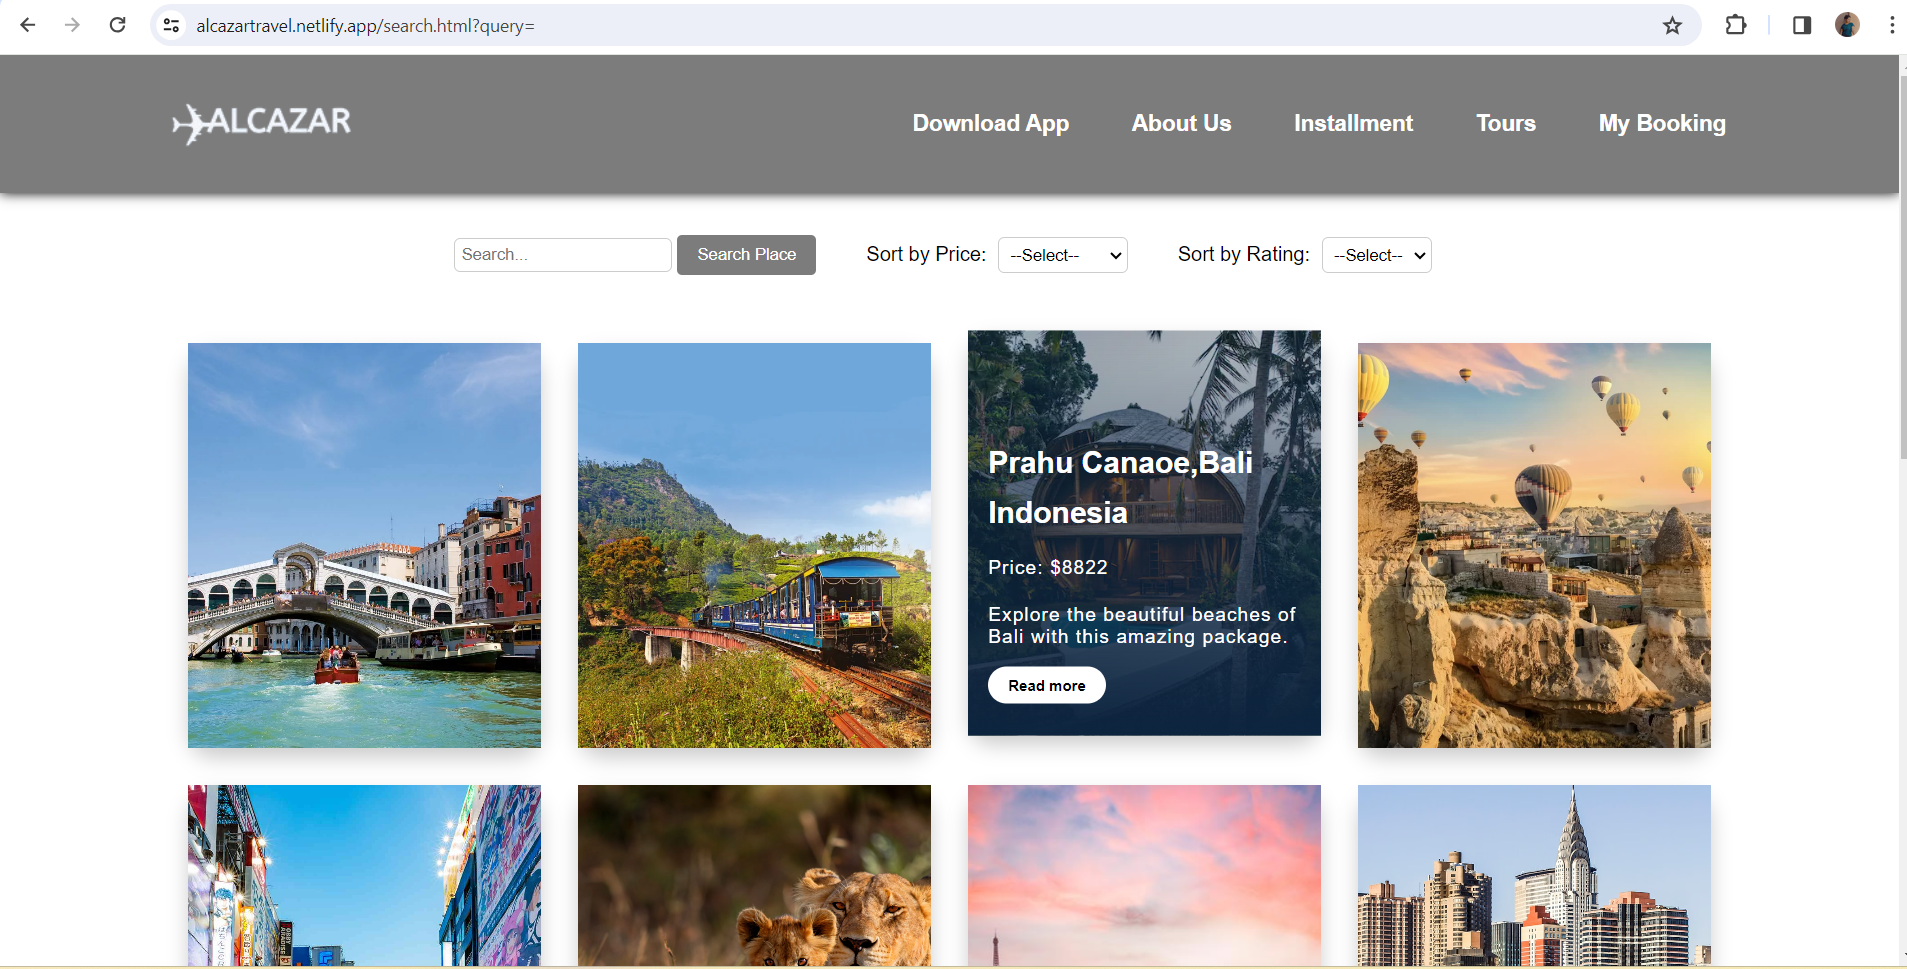 alcazartravel.netlify.app/search.html?query=
ALCAZAR
Download App
About Us
Installment
Tours
My Booking
Search...
Search Place
Sort by Price:
--Select--
Sort by Rating:
--Select--
Prahu Canaoe,Bali
Indonesia
Price: $8822
Explore the beautiful beaches of
Bali with this amazing package.
Read more